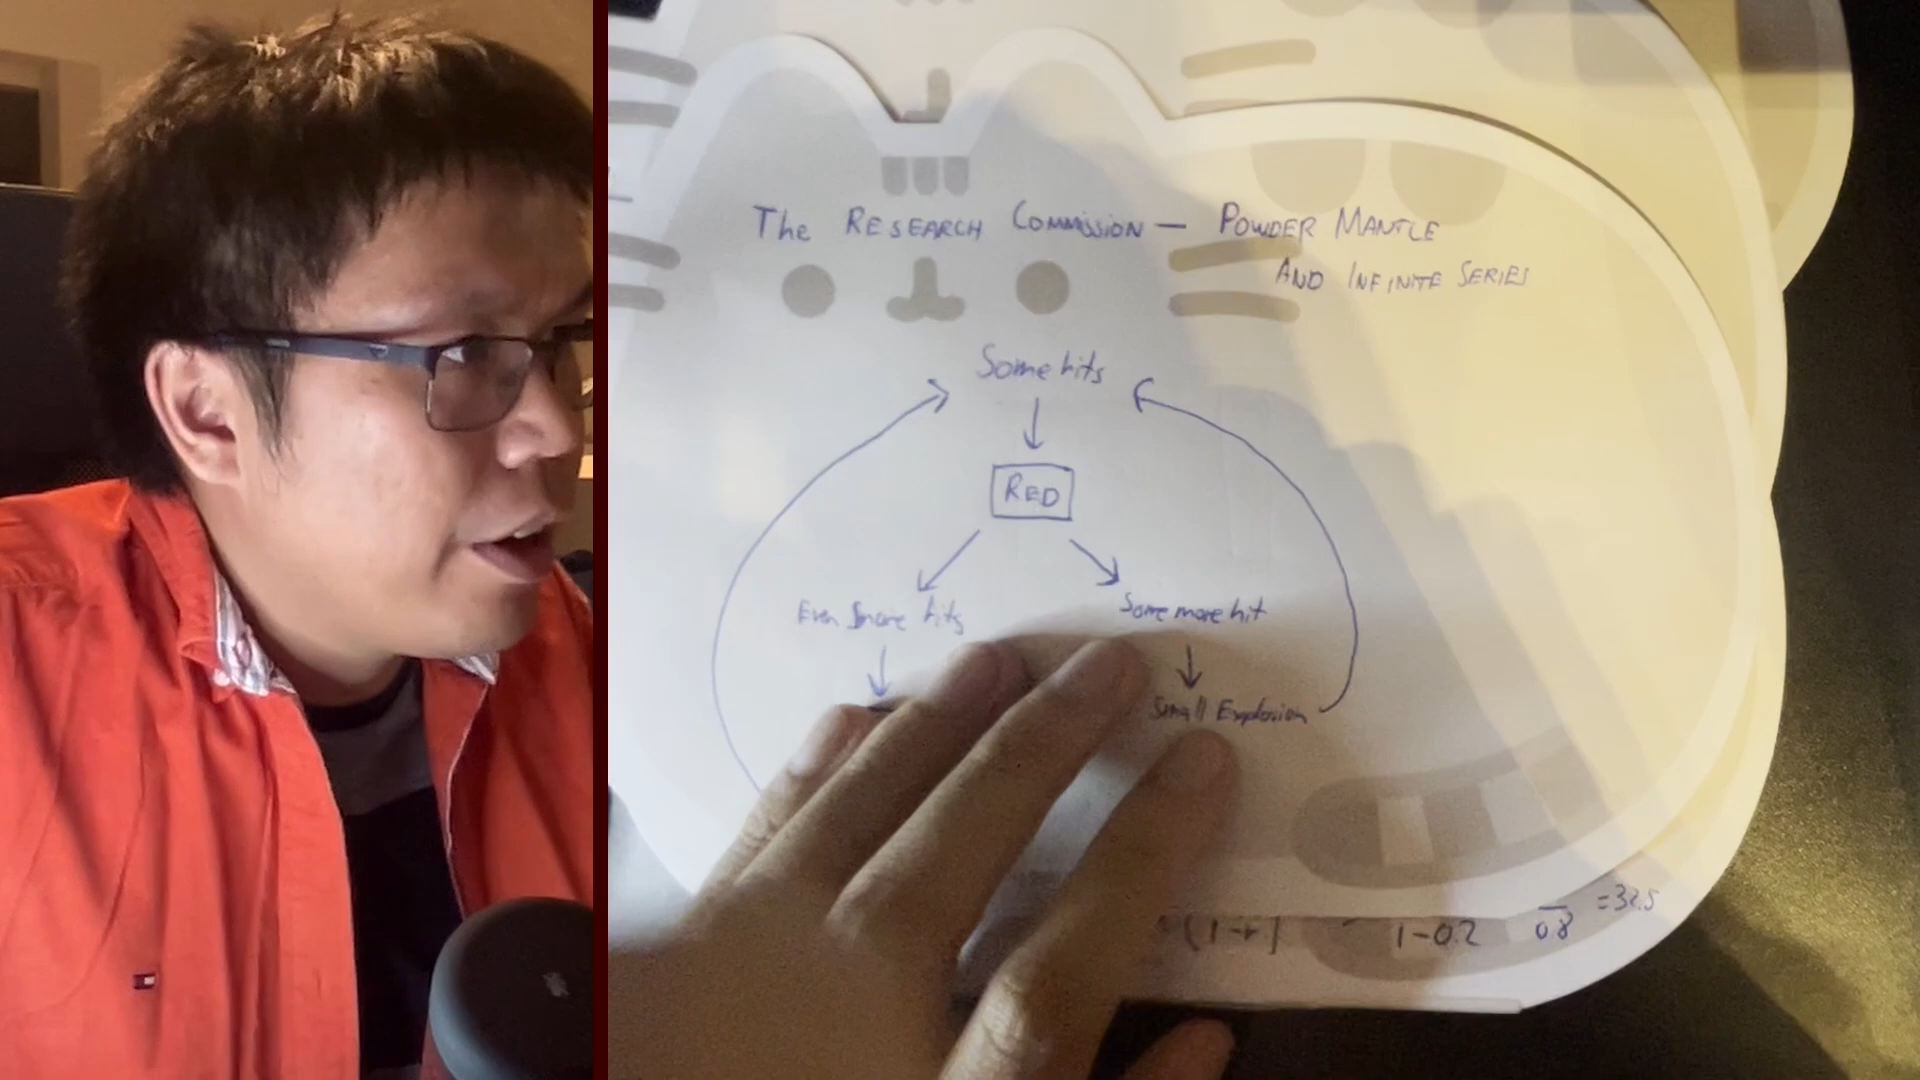 The RESEARCH COMMISSION — POWDER MANTLE
AND INFINITE SERIES
Some hits
RED
Even more hits
Some more hit
Small Explosion
1-0.2
0.8
=32.5